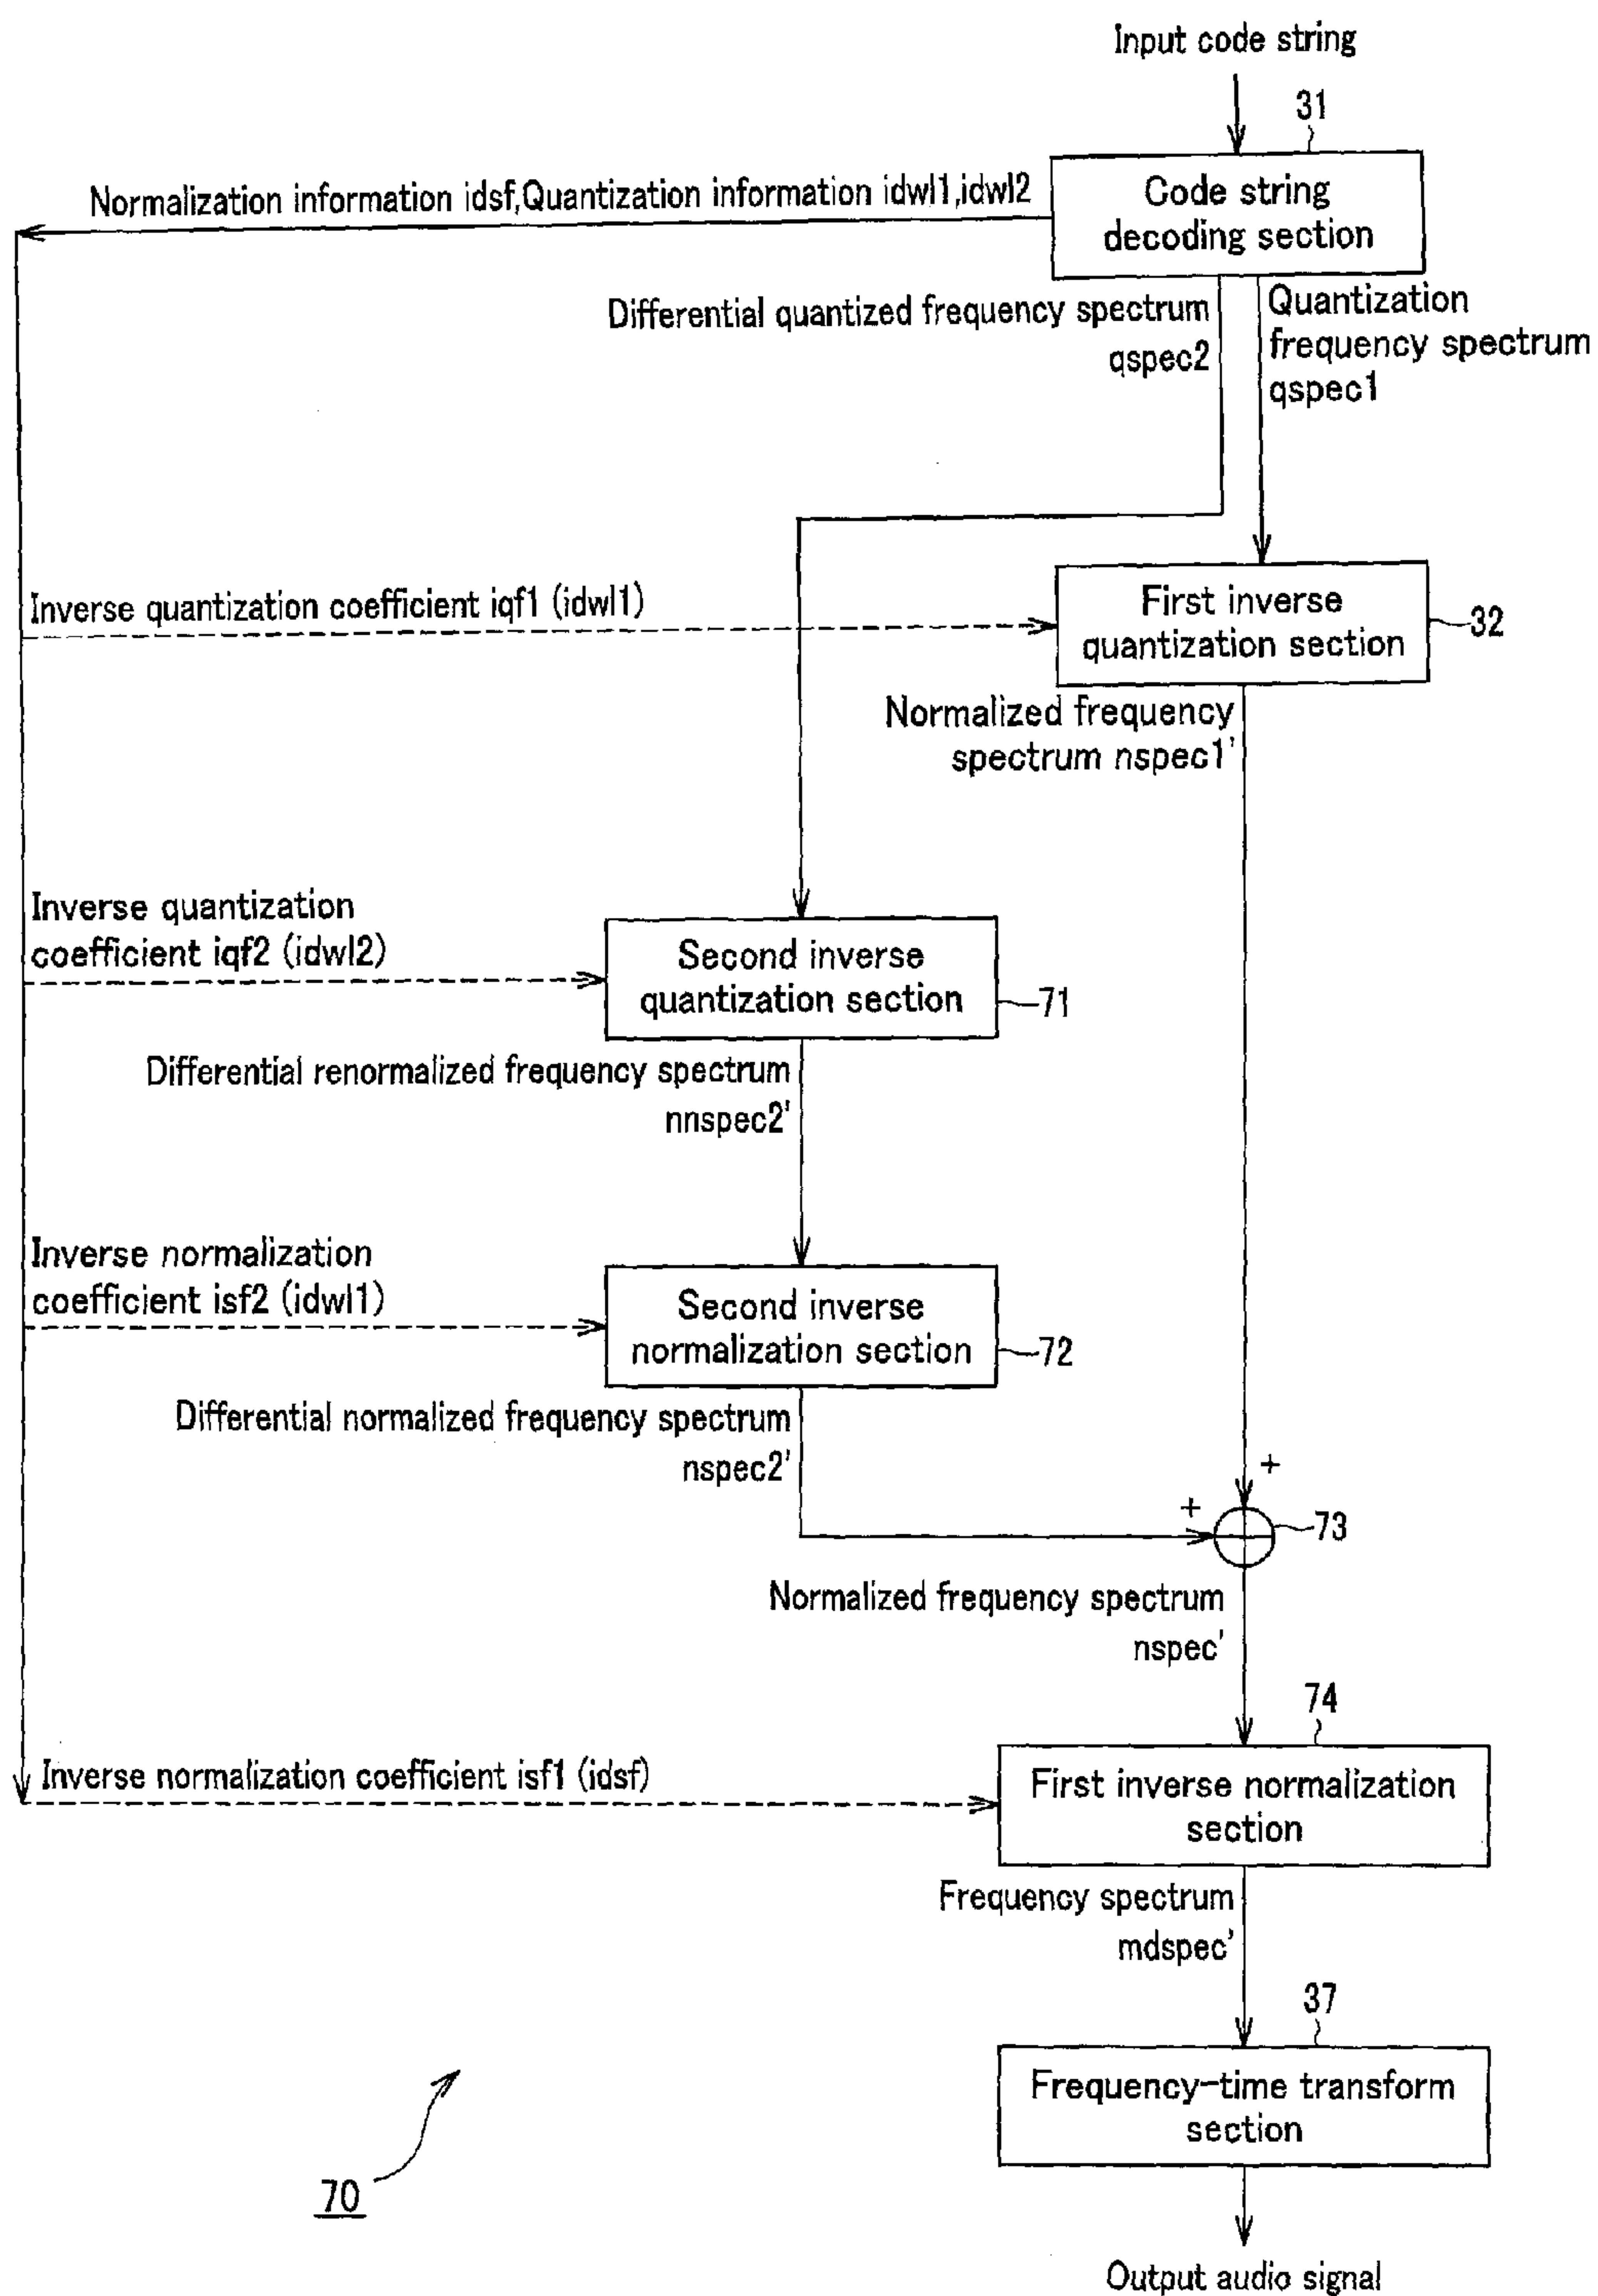 Input code string
31
Code string
decoding section
Normalization information idsf,Quantization information idwl1,idwl2
Differential quantized frequency spectrum
qspec2
Quantization
frequency spectrum
qspec1
Inverse quantization coefficient iqf1 (idwl1)
First inverse
quantization section
32
Normalized frequency
spectrum nspec1'
Inverse quantization
coefficient iqf2 (idwl2)
Second inverse
quantization section
71
Differential renormalized frequency spectrum
nnspec2'
Inverse normalization
coefficient isf2 (idwl1)
Second inverse
normalization section
72
Differential normalized frequency spectrum
nspec2'
+
+
73
Normalized frequency spectrum
nspec'
74
Inverse normalization coefficient isf1 (idsf)
First inverse normalization
section
Frequency spectrum
mdspec'
37
Frequency-time transform
section
70
Output audio signal